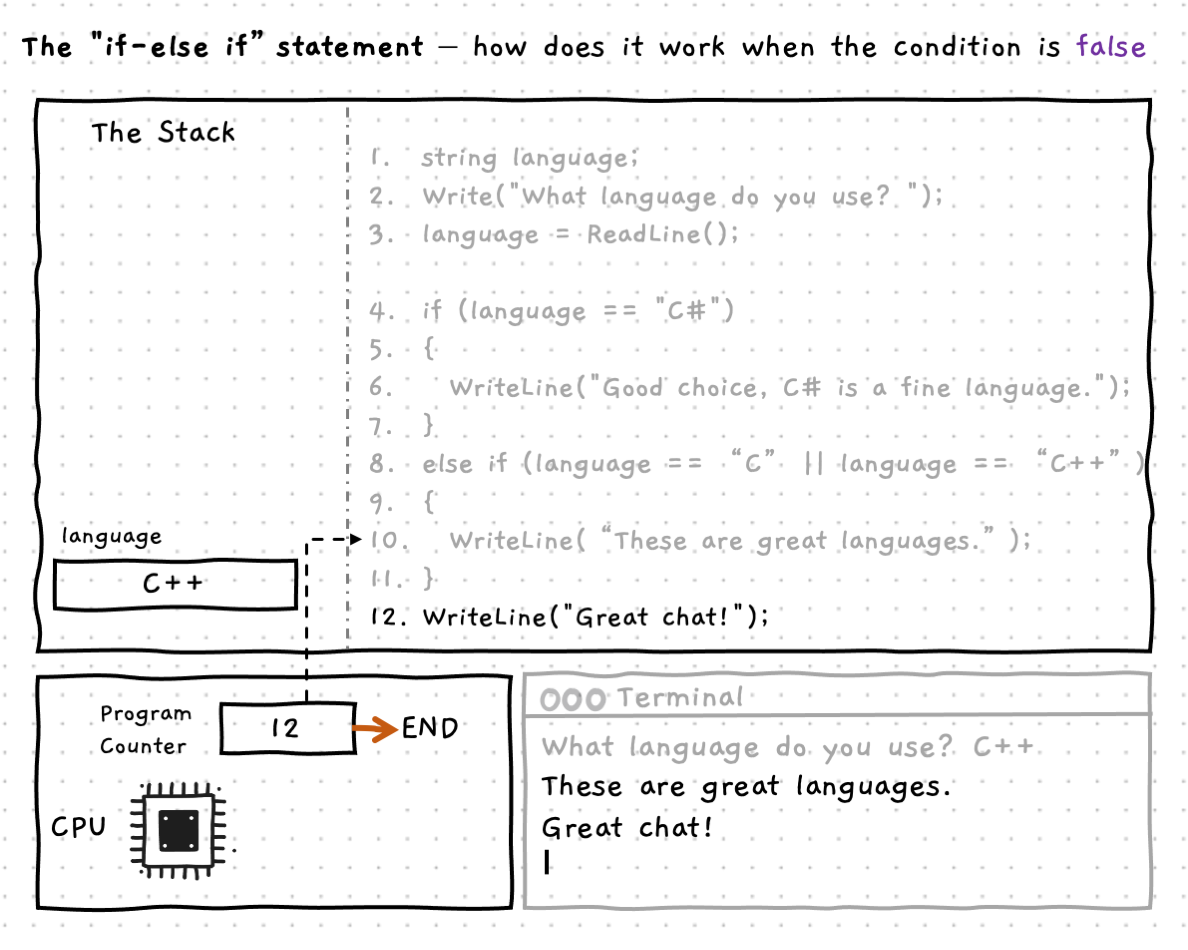 The "if-else if” statement – how does it work when the condition is false
The Stack
1. string language;
2. Write("What language do you use? ");
3. language = ReadLine();
4. if (language == "C#")
5. {
6. WriteLine("Good choice, C# is a fine language.");
7. }
8. else if (language == “C” || language == “C++” )
9. {
10. WriteLine( “These are great languages.” );
11. }
12. WriteLine("Great chat!");
language
C++
Program
Counter
12
END
CPU
Terminal
What language do you use? C++
These are great languages.
Great chat!